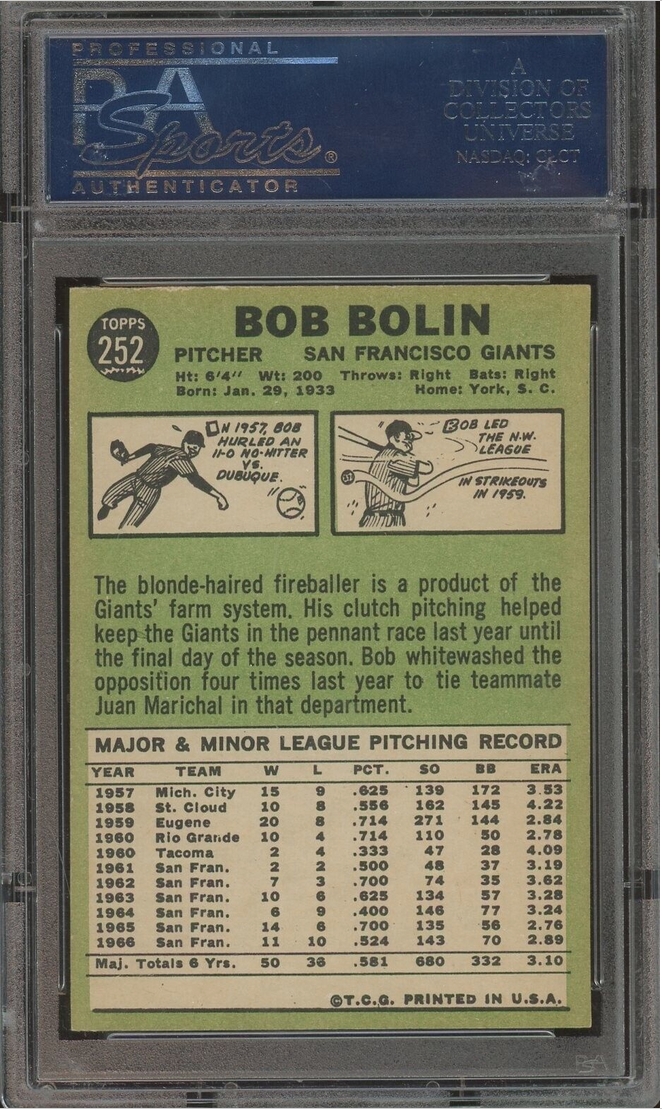 PROFESSIONAL
PSA
Sports®
AUTHENTICATOR
A
DIVISION OF
COLLECTORS
UNIVERSE
NASDAQ: CLCT
TOPPS
252
BOB BOLIN
PITCHER SAN FRANCISCO GIANTS
Ht: 6'4" Wt: 200 Throws: Right Bats: Right
Born: Jan. 29, 1933 Home: York, S. C.
IN 1957, BOB
HURLED AN
11-0 NO-HITTER
VS.
DUBUQUE.
BOB LED
THE N.W.
LEAGUE
IN STRIKEOUTS
IN 1959.
The blonde-haired fireballer is a product of the
Giants' farm system. His clutch pitching helped
keep the Giants in the pennant race last year until
the final day of the season. Bob whitewashed the
opposition four times last year to tie teammate
Juan Marichal in that department.
MAJOR & MINOR LEAGUE PITCHING RECORD
YEAR TEAM W L PCT. SO BB ERA
1957 Mich. City 15 9 .625 139 172 3.53
1958 St. Cloud 10 8 .556 162 145 4.22
1959 Eugene 20 8 .714 271 144 2.84
1960 Rio Grande 10 4 .714 110 50 2.78
1960 Tacoma 2 4 .333 47 28 4.09
1961 San Fran. 2 2 .500 48 37 3.19
1962 San Fran. 7 3 .700 74 35 3.62
1963 San Fran. 10 6 .625 134 57 3.28
1964 San Fran. 6 9 .400 146 77 3.24
1965 San Fran. 14 6 .700 135 56 2.76
1966 San Fran. 11 10 .524 143 70 2.89
Maj. Totals 6 Yrs. 50 36 .581 680 332 3.10
©T.C.G. PRINTED IN U.S.A.
PSA